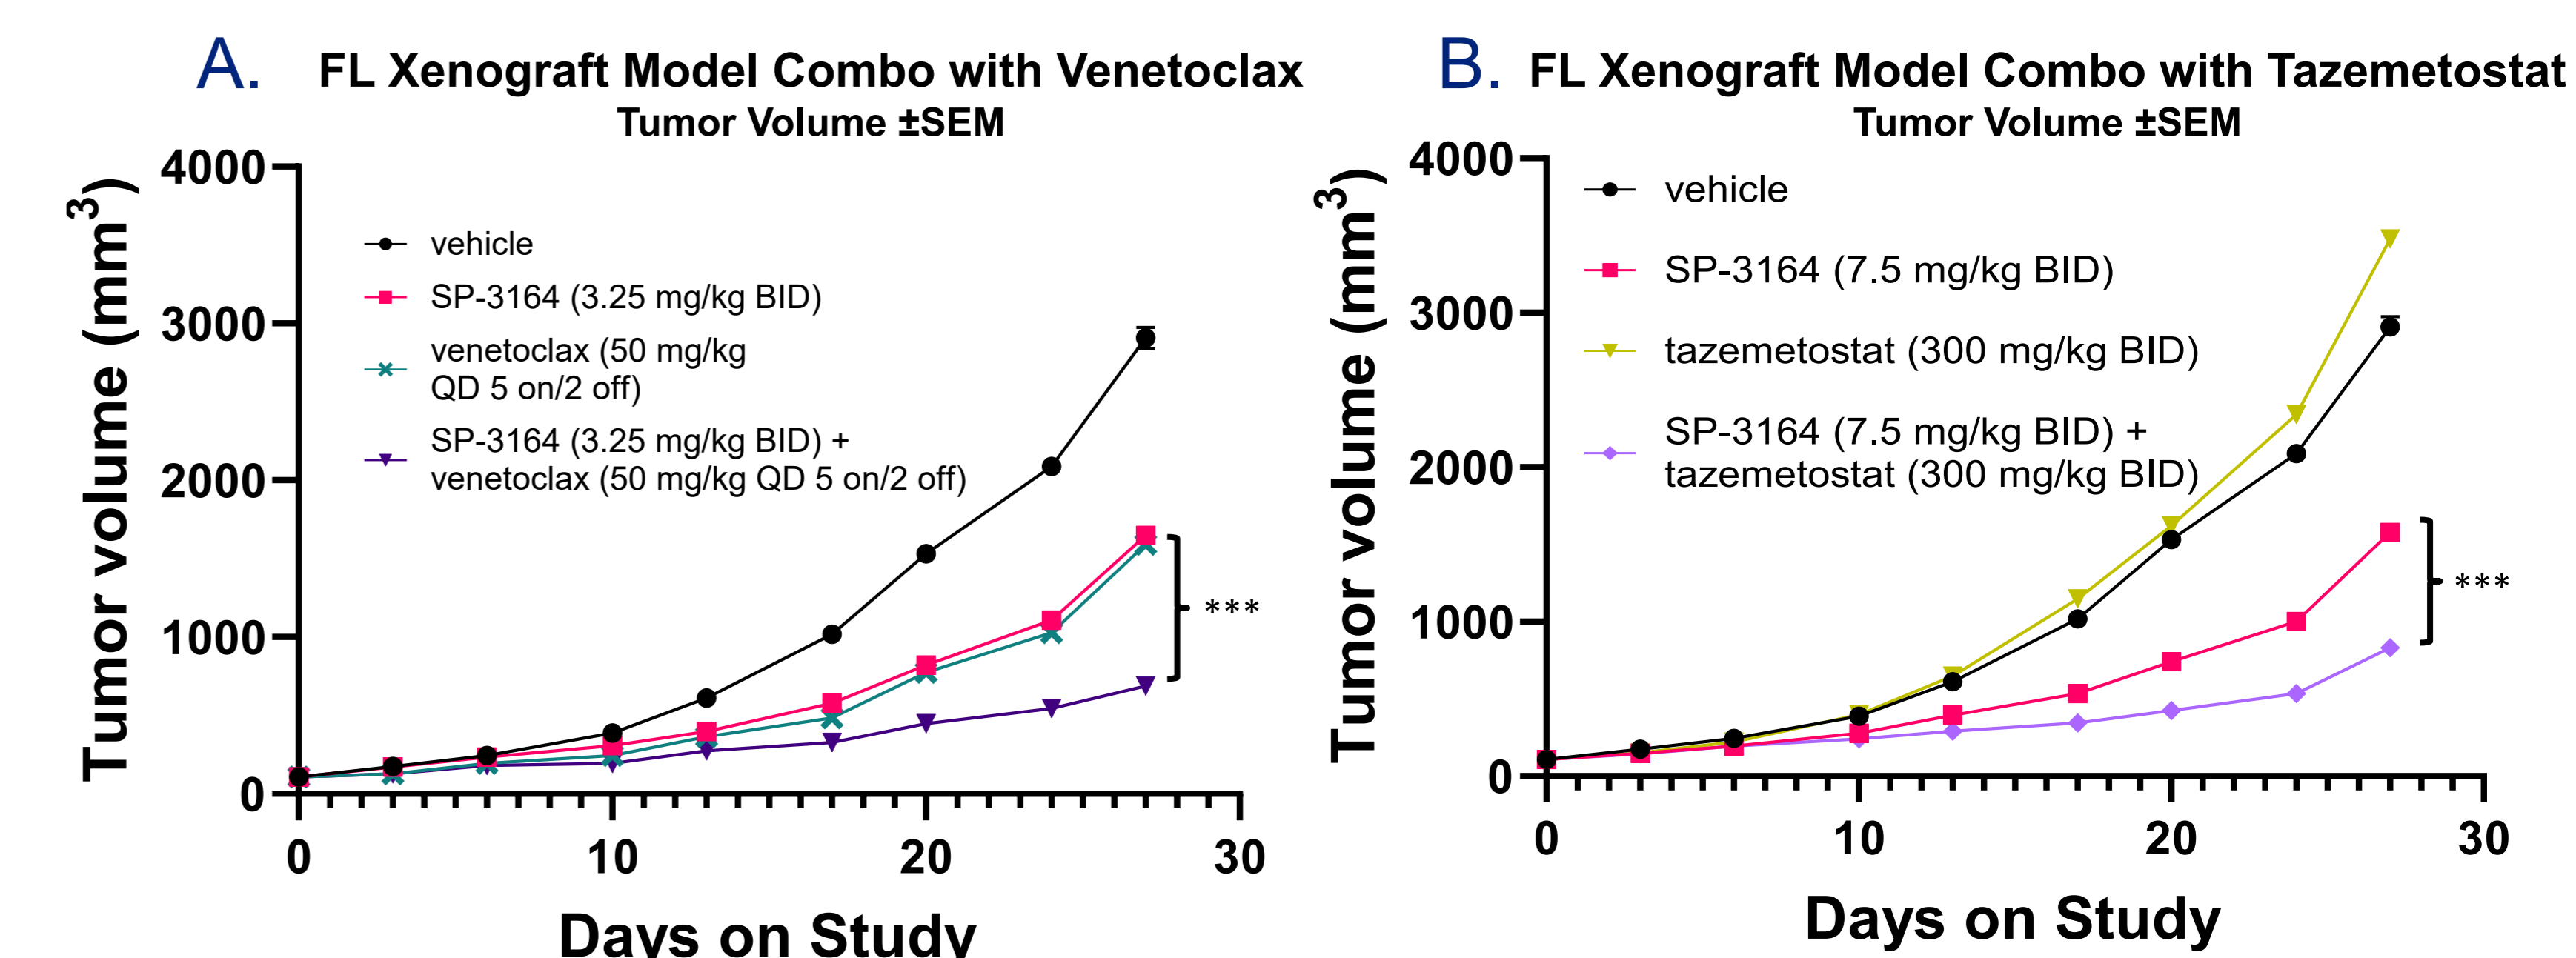 A. FL Xenograft Model Combo with Venetoclax
Tumor Volume ±SEM
Tumor volume (mm³)
4000
3000
2000
1000
0
vehicle
SP-3164 (3.25 mg/kg BID)
venetoclax (50 mg/kg
QD 5 on/2 off)
SP-3164 (3.25 mg/kg BID) +
venetoclax (50 mg/kg QD 5 on/2 off)
***
0 10 20 30
Days on Study
B. FL Xenograft Model Combo with Tazemetostat
Tumor Volume ±SEM
Tumor volume (mm³)
4000
3000
2000
1000
0
vehicle
SP-3164 (7.5 mg/kg BID)
tazemetostat (300 mg/kg BID)
SP-3164 (7.5 mg/kg BID) +
tazemetostat (300 mg/kg BID)
***
0 10 20 30
Days on Study